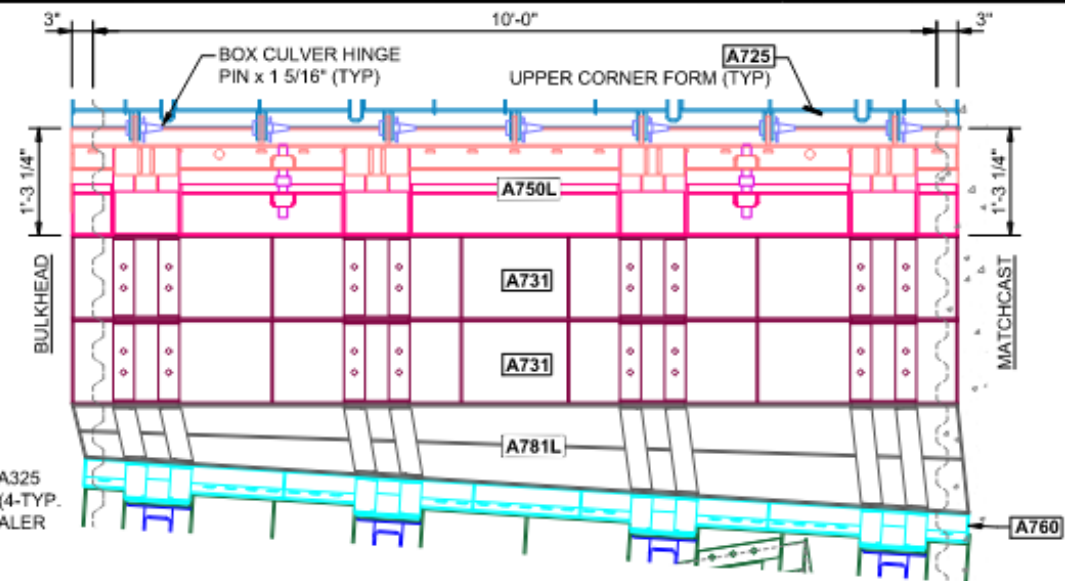 3"
10'-0"
3"
BOX CULVER HINGE
PIN x 1 5/16" (TYP)
A725
UPPER CORNER FORM (TYP)
1'-3 1/4"
1'-3 1/4"
A750L
BULKHEAD
MATCHCAST
A731
A731
A781L
A325
(4-TYP.
ALER
A760